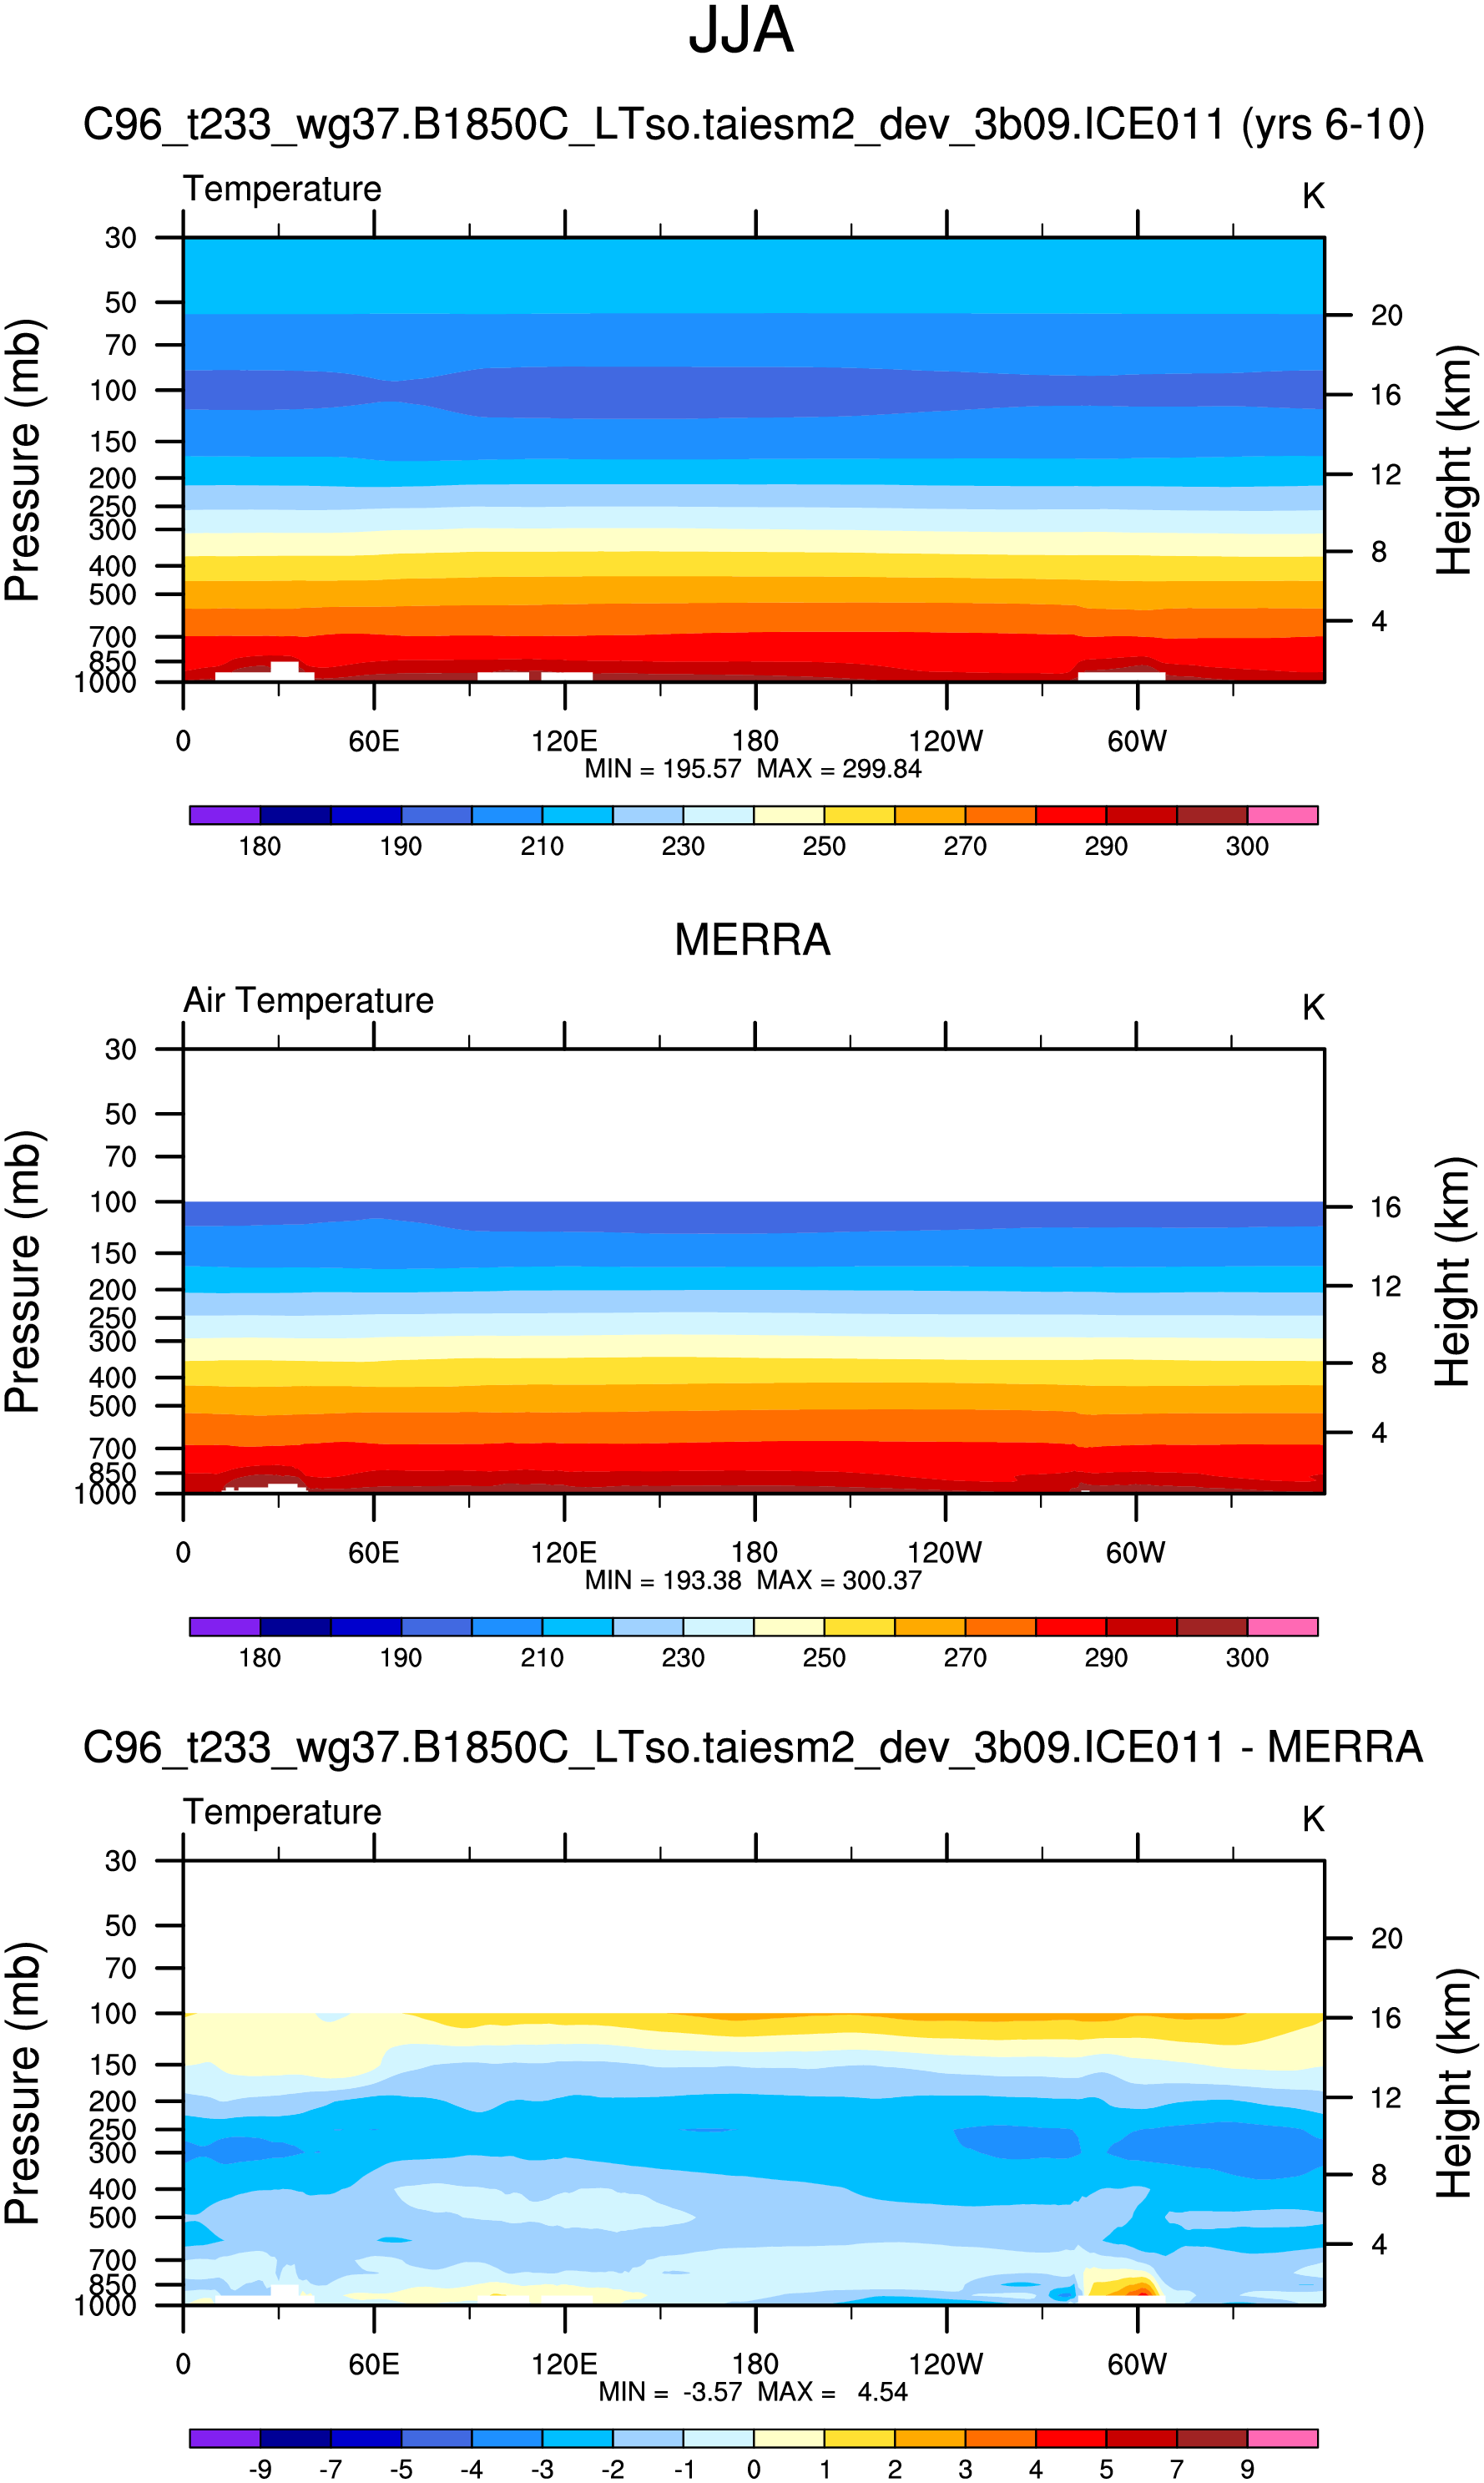 JJA
C96_t233_wg37.B1850C_LTso.taiesm2_dev_3b09.ICE011 (yrs 6-10)
Temperature K
Pressure (mb)
30
50
70
100
150
200
250
300
400
500
700
850
1000
20
16
12
8
4
Height (km)
0 60E 120E 180 120W 60W
MIN = 195.57 MAX = 299.84
180 190 210 230 250 270 290 300
MERRA
Air Temperature K
Pressure (mb)
30
50
70
100
150
200
250
300
400
500
700
850
1000
16
12
8
4
Height (km)
0 60E 120E 180 120W 60W
MIN = 193.38 MAX = 300.37
180 190 210 230 250 270 290 300
C96_t233_wg37.B1850C_LTso.taiesm2_dev_3b09.ICE011 - MERRA
Temperature K
Pressure (mb)
30
50
70
100
150
200
250
300
400
500
700
850
1000
20
16
12
8
4
Height (km)
0 60E 120E 180 120W 60W
MIN = -3.57 MAX = 4.54
-9 -7 -5 -4 -3 -2 -1 0 1 2 3 4 5 7 9